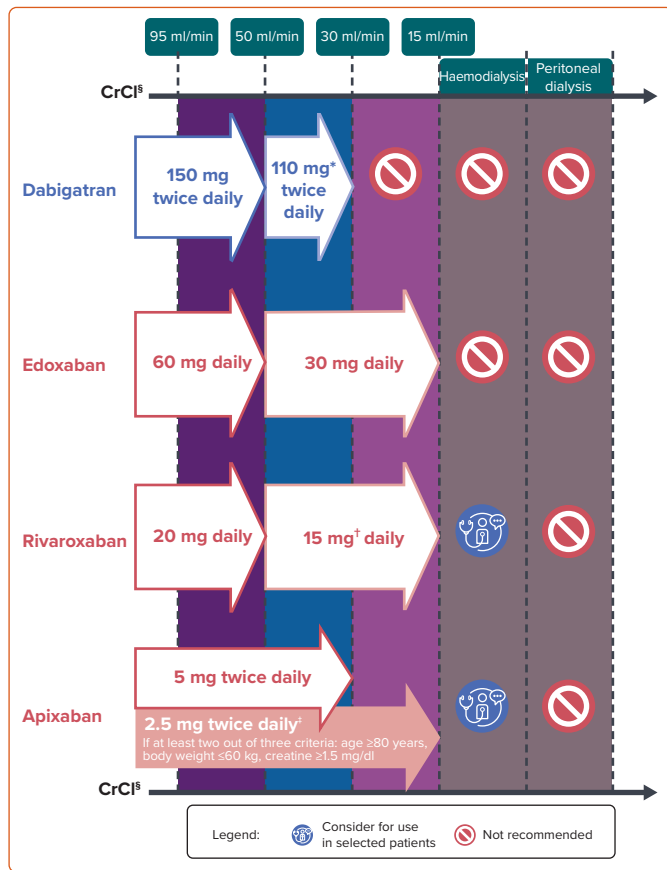 95 ml/min
50 ml/min
30 ml/min
15 ml/min
Haemodialysis
Peritoneal
dialysis
CrCl§
Dabigatran
150 mg
twice daily
110 mg*
twice
daily
Edoxaban
60 mg daily
30 mg daily
Rivaroxaban
20 mg daily
15 mg† daily
Apixaban
5 mg twice daily
2.5 mg twice daily‡
If at least two out of three criteria: age ≥80 years,
body weight ≤60 kg, creatine ≥1.5 mg/dl
CrCl§
Legend:
Consider for use
in selected patients
Not recommended